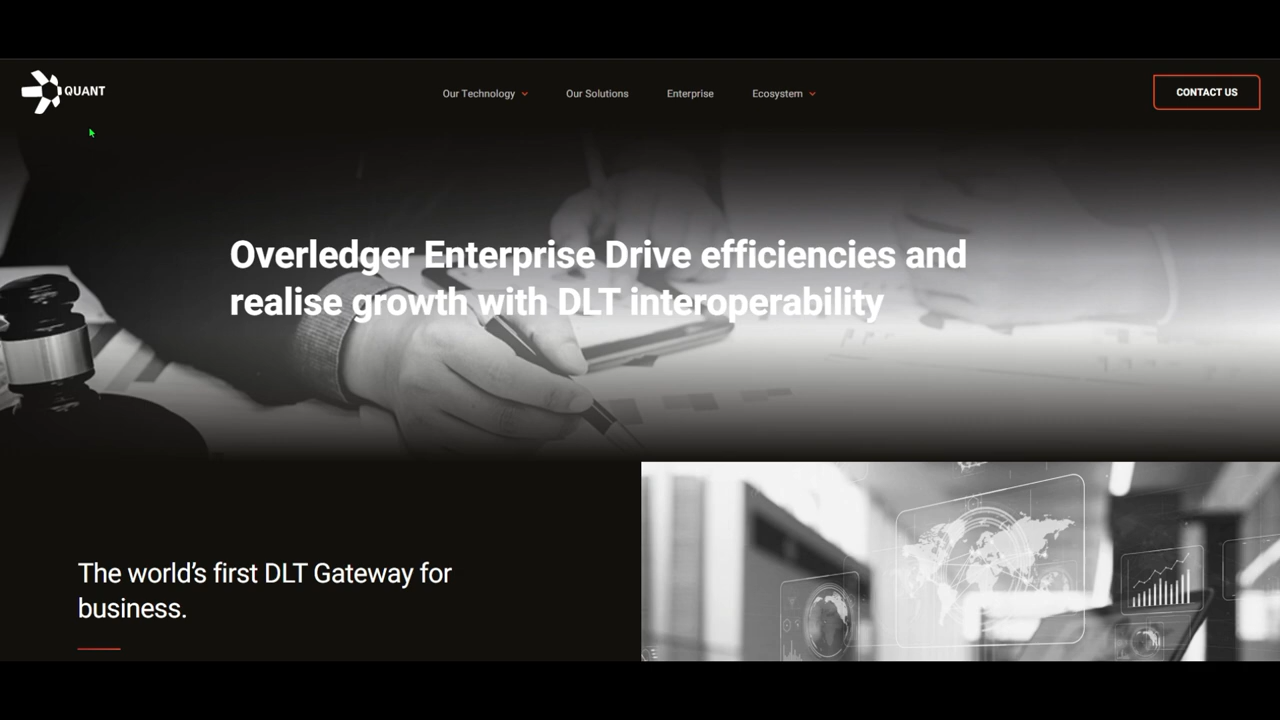 QUANT
Our Technology
Our Solutions
Enterprise
Ecosystem
CONTACT US
Overledger Enterprise Drive efficiencies and
realise growth with DLT interoperability
The world's first DLT Gateway for
business.